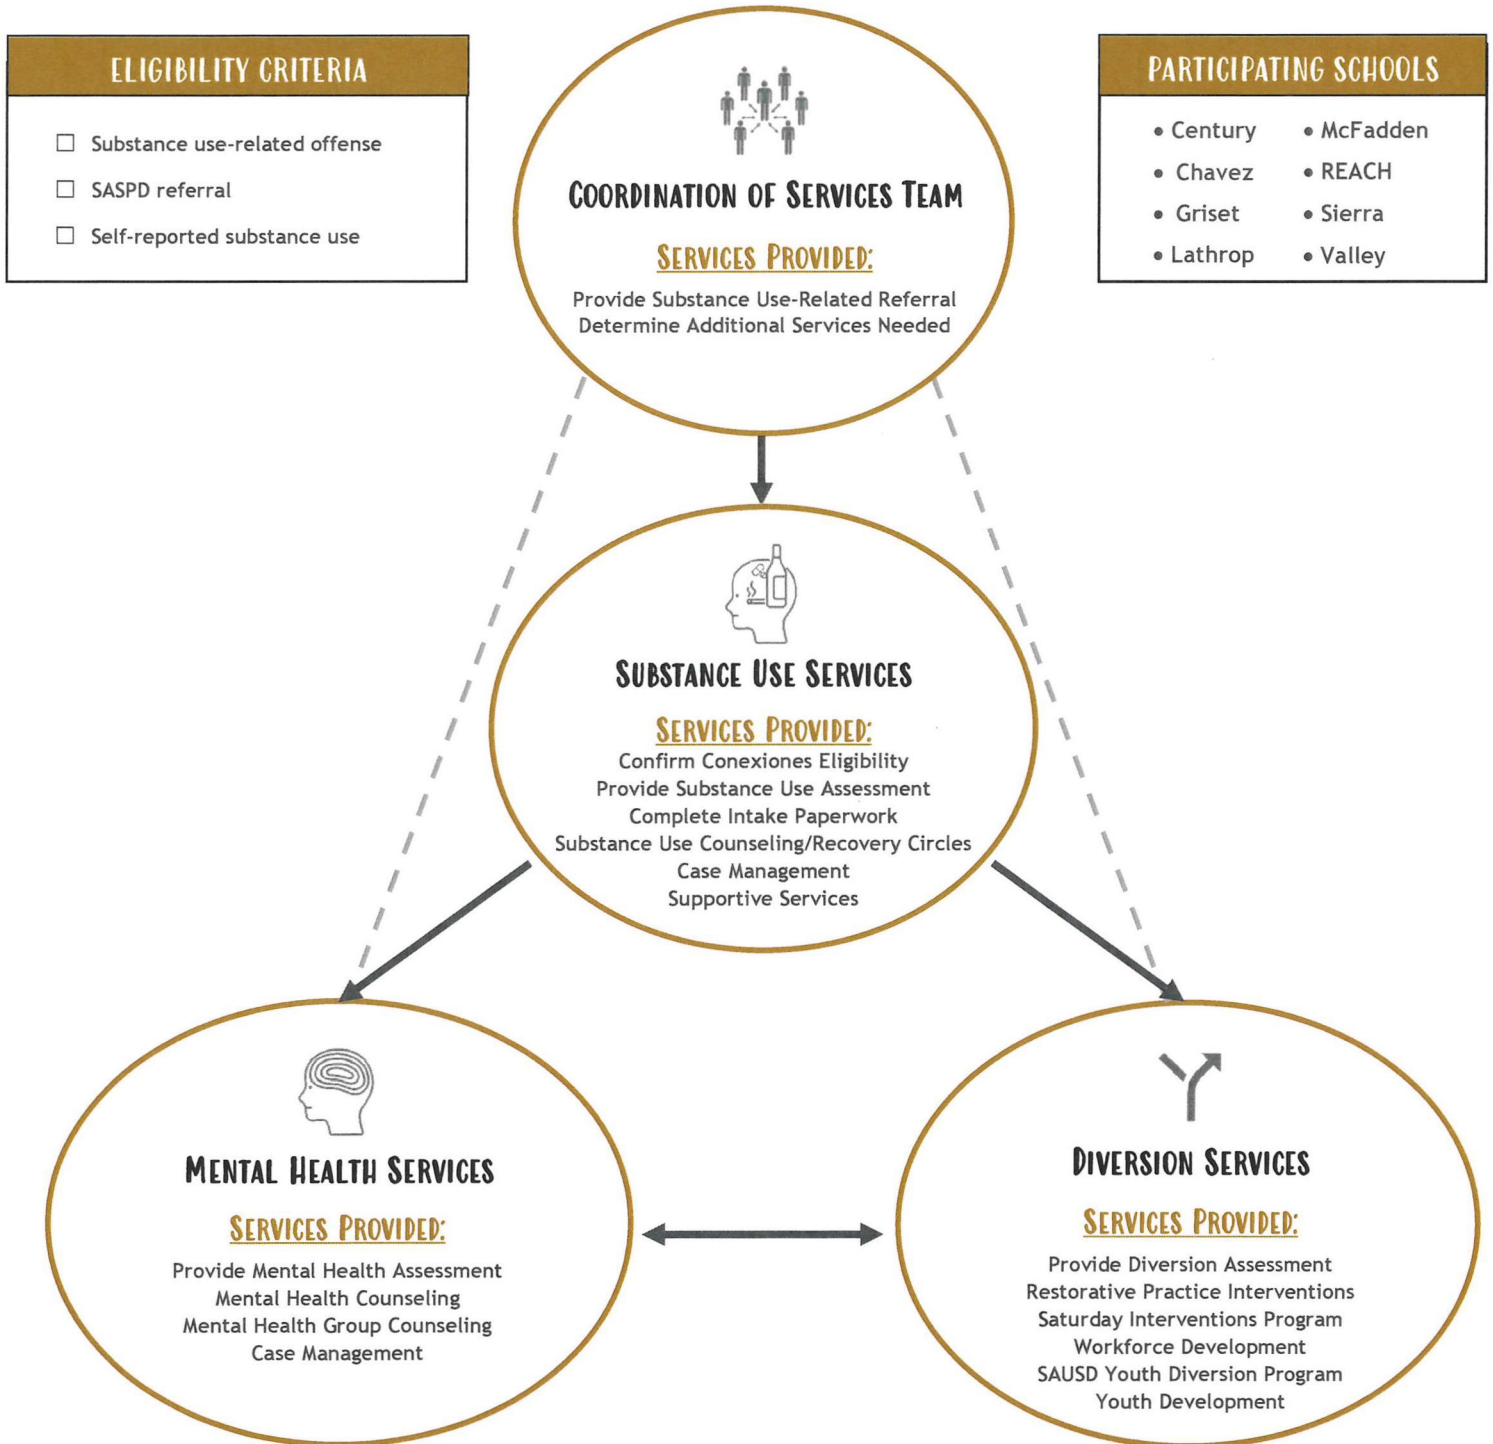 ELIGIBILITY CRITERIA
☐ Substance use-related offense
☐ SASPD referral
☐ Self-reported substance use
COORDINATION OF SERVICES TEAM
SERVICES PROVIDED:
Provide Substance Use-Related Referral
Determine Additional Services Needed
PARTICIPATING SCHOOLS
• Century
• Chavez
• Griset
• Lathrop
• McFadden
• REACH
• Sierra
• Valley
SUBSTANCE USE SERVICES
SERVICES PROVIDED:
Confirm Conexiones Eligibility
Provide Substance Use Assessment
Complete Intake Paperwork
Substance Use Counseling/Recovery Circles
Case Management
Supportive Services
MENTAL HEALTH SERVICES
SERVICES PROVIDED:
Provide Mental Health Assessment
Mental Health Counseling
Mental Health Group Counseling
Case Management
DIVERSION SERVICES
SERVICES PROVIDED:
Provide Diversion Assessment
Restorative Practice Interventions
Saturday Interventions Program
Workforce Development
SAUSD Youth Diversion Program
Youth Development